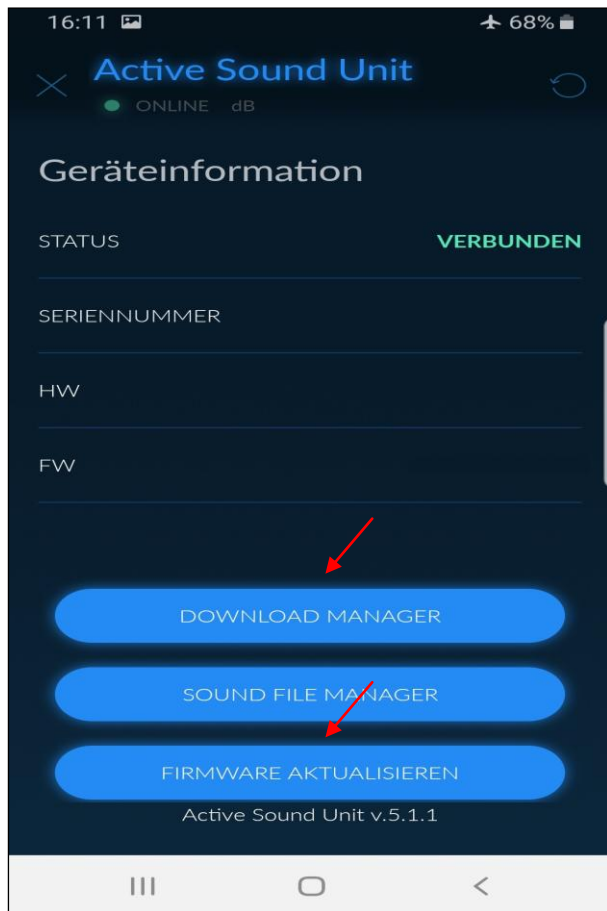 16:11 68%
Active Sound Unit
ONLINE dB
Geräteinformation
STATUS VERBUNDEN
SERIENNUMMER
HW
FW
DOWNLOAD MANAGER
SOUND FILE MANAGER
FIRMWARE AKTUALISIEREN
Active Sound Unit v.5.1.1